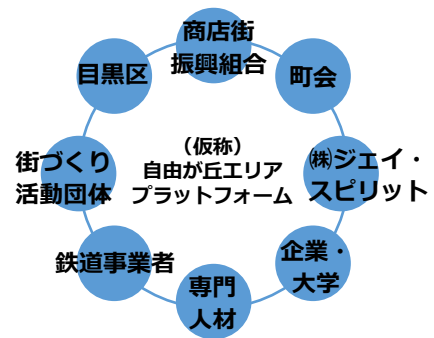 商店街
振興組合
目黒区
町会
（仮称）
自由が丘エリア
プラットフォーム
街づくり
活動団体
㈱ジェイ・
スピリット
鉄道事業者
企業・
大学
専門
人材